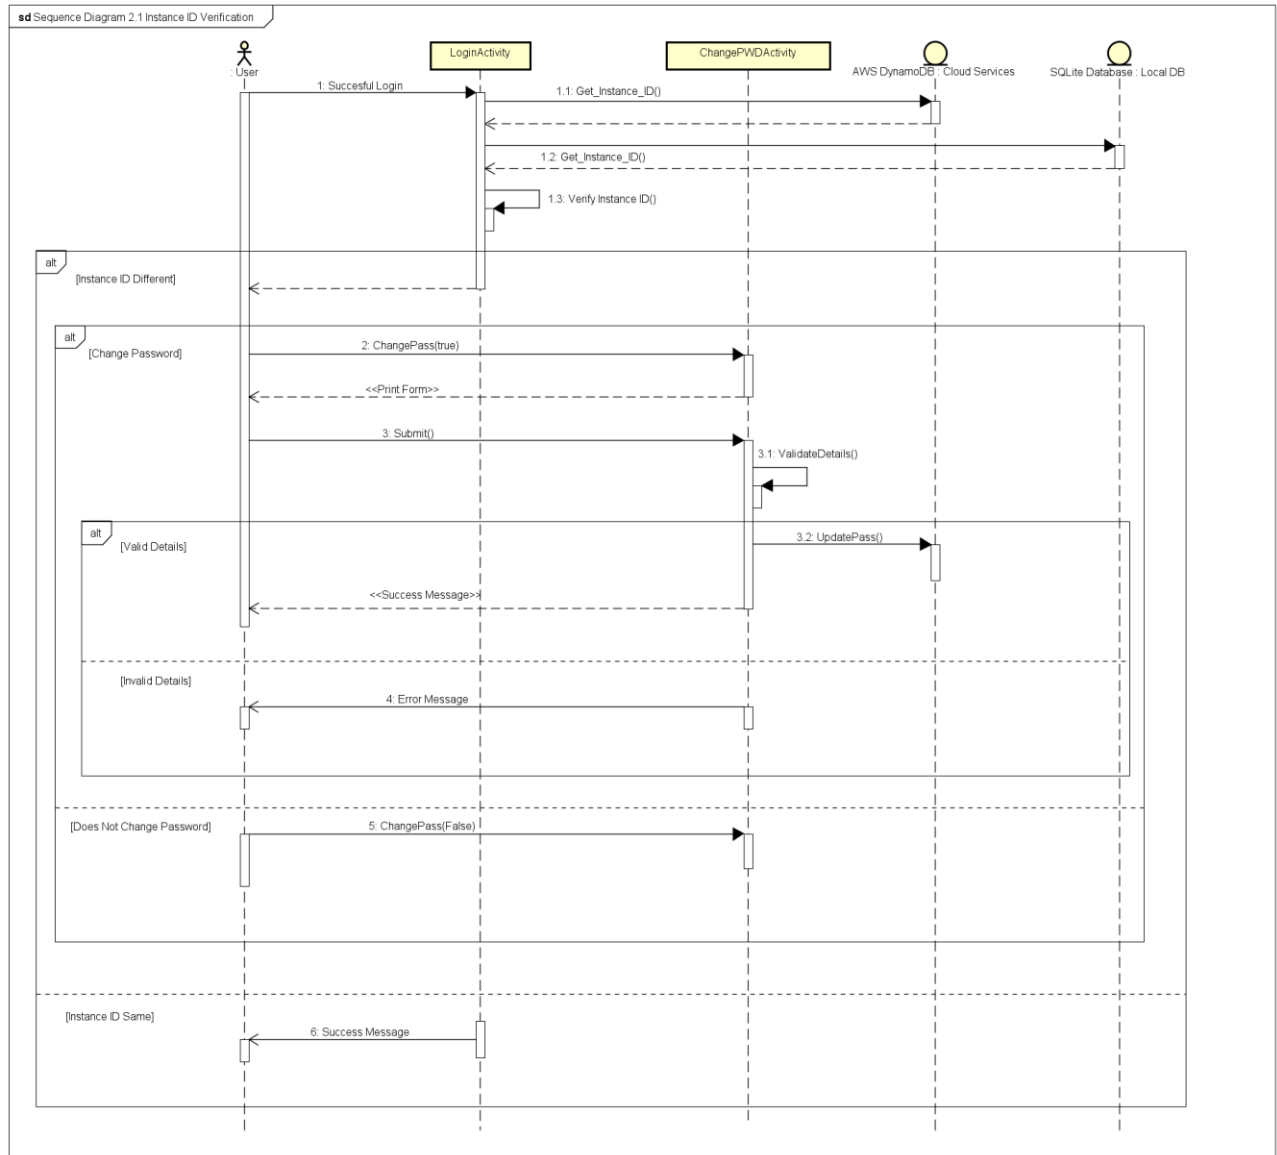 sd Sequence Diagram 2.1 Instance ID Verification
: User
LoginActivity
ChangePWDActivity
AWS DynamoDB : Cloud Services
SQLite Database : Local DB
1: Succesful Login
1.1: Get_Instance_ID()
1.2: Get_Instance_ID()
1.3: Verify Instance ID()
alt
[Instance ID Different]
alt
[Change Password]
2: ChangePass(true)
<<Print Form>>
3: Submit()
3.1: ValidateDetails()
alt
[Valid Details]
3.2: UpdatePass()
<<Success Message>>
[Invalid Details]
4: Error Message
[Does Not Change Password]
5: ChangePass(False)
[Instance ID Same]
6: Success Message